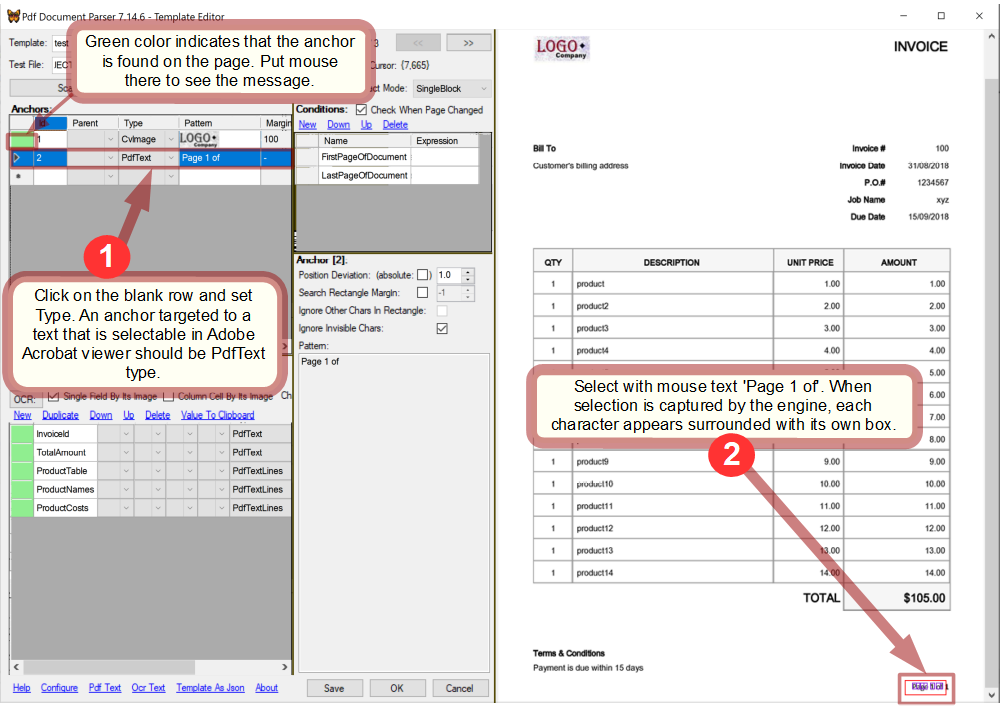 Pdf Document Parser 7.14.6 - Template Editor
Template: test
3 << >>
Test File: JECT
Cursor: {7,665}
Mode: SingleBlock
Green color indicates that the anchor
is found on the page. Put mouse
there to see the message.
Anchors:
Id Parent Type Pattern Margin
1 CvImage LOGO Company 100
2 PdfText Page 1 of -
Conditions: Check When Page Changed
New Down Up Delete
Name Expression
FirstPageOfDocument
LastPageOfDocument
1
Click on the blank row and set
Type. An anchor targeted to a
text that is selectable in Adobe
Acrobat viewer should be PdfText
type.
Anchor [2]:
Position Deviation: (absolute: ) 1.0
Search Rectangle Margin: -1
Ignore Other Chars In Rectangle:
Ignore Invisible Chars:
Pattern:
Page 1 of
OCR: Single Field By Its Image Column Cell By Its Image Ch
New Duplicate Down Up Delete Value To Clipboard
InvoiceId PdfText
TotalAmount PdfText
ProductTable PdfTextLines
ProductNames PdfTextLines
ProductCosts PdfTextLines
Help Configure Pdf Text Ocr Text Template As Json About
Save OK Cancel
LOGO
Company
INVOICE
Bill To
Customer's billing address
Invoice # 100
Invoice Date 31/08/2018
P.O.# 1234567
Job Name xyz
Due Date 15/09/2018
QTY DESCRIPTION UNIT PRICE AMOUNT
1 product 1.00 1.00
1 product2 2.00 2.00
1 product3 3.00 3.00
1 product4 4.00 4.00
5.00
6.00
7.00
8.00
Select with mouse text 'Page 1 of'. When
selection is captured by the engine, each
character appears surrounded with its own box.
2
1 product9 9.00 9.00
1 product10 10.00 10.00
1 product11 11.00 11.00
1 product12 12.00 12.00
1 product13 13.00 13.00
1 product14 14.00 14.00
TOTAL $105.00
Terms & Conditions
Payment is due within 15 days
Page 1 of 1